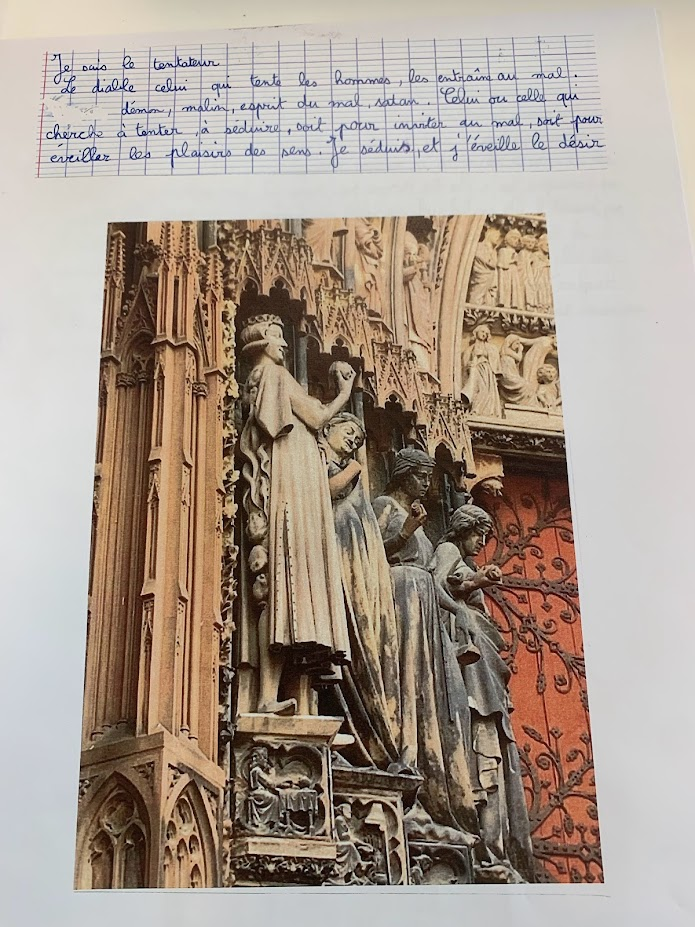 Je suis le tentateur
Le diable celui qui tente les hommes, les entraîne au mal.
démon, malin, esprit du mal, satan. Celui ou celle qui
cherche à tenter, à séduire, soit pour inviter au mal, soit pour
éveiller les plaisirs des sens. Je séduis, et j'éveille le désir